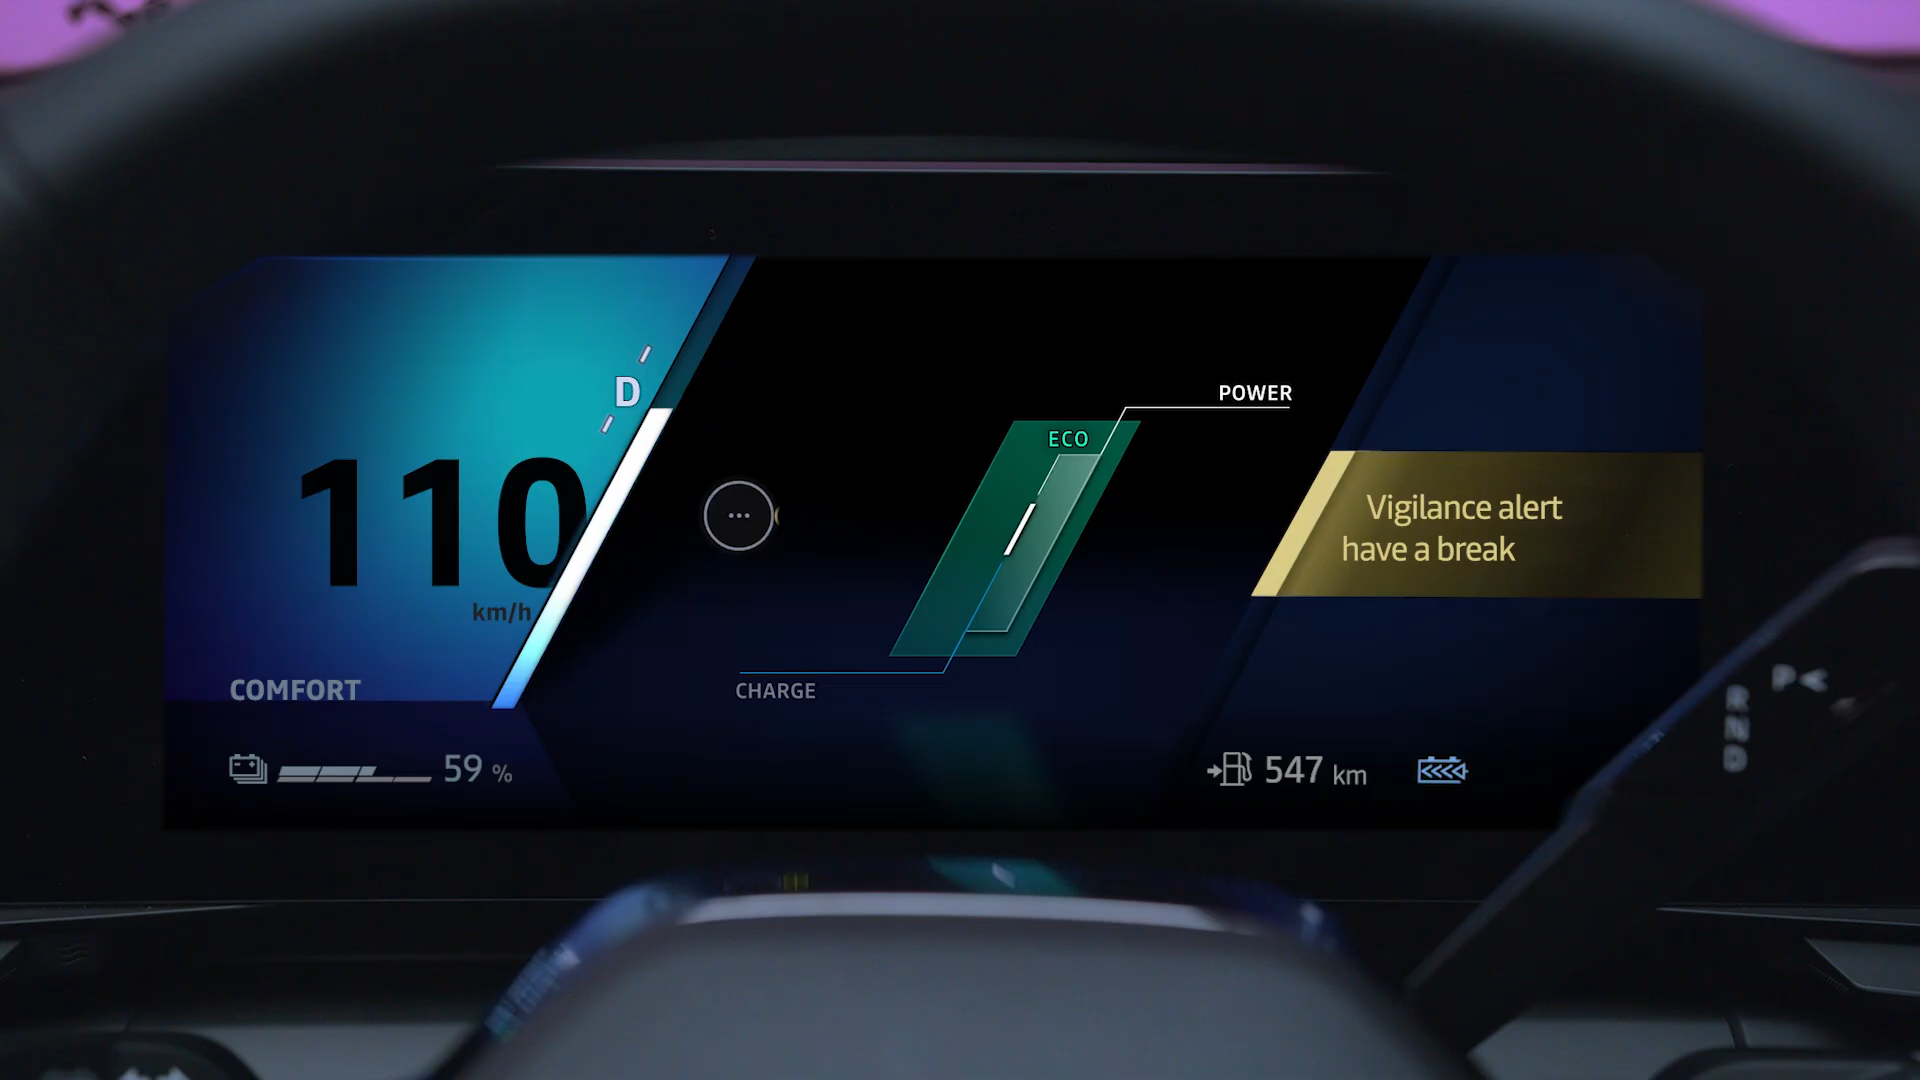 D
110
km/h
COMFORT
59 %
POWER
ECO
CHARGE
Vigilance alert
have a break
547 km
P
R
N
D